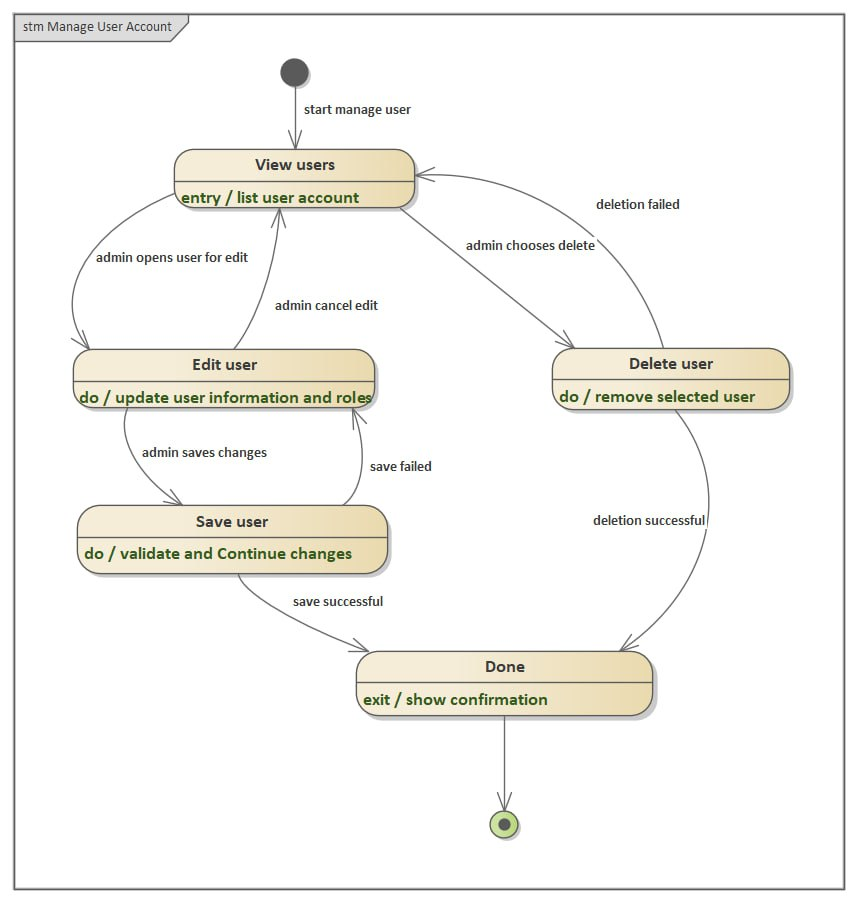 stm Manage User Account
start manage user
View users
entry / list user account
deletion failed
admin chooses delete
admin opens user for edit
admin cancel edit
Edit user
do / update user information and roles
Delete user
do / remove selected user
admin saves changes
save failed
Save user
do / validate and Continue changes
deletion successful
save successful
Done
exit / show confirmation